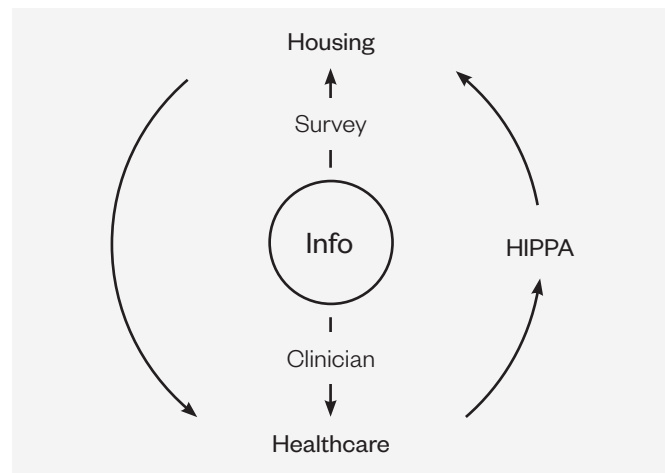 Housing
Survey
Info
HIPPA
Clinician
Healthcare